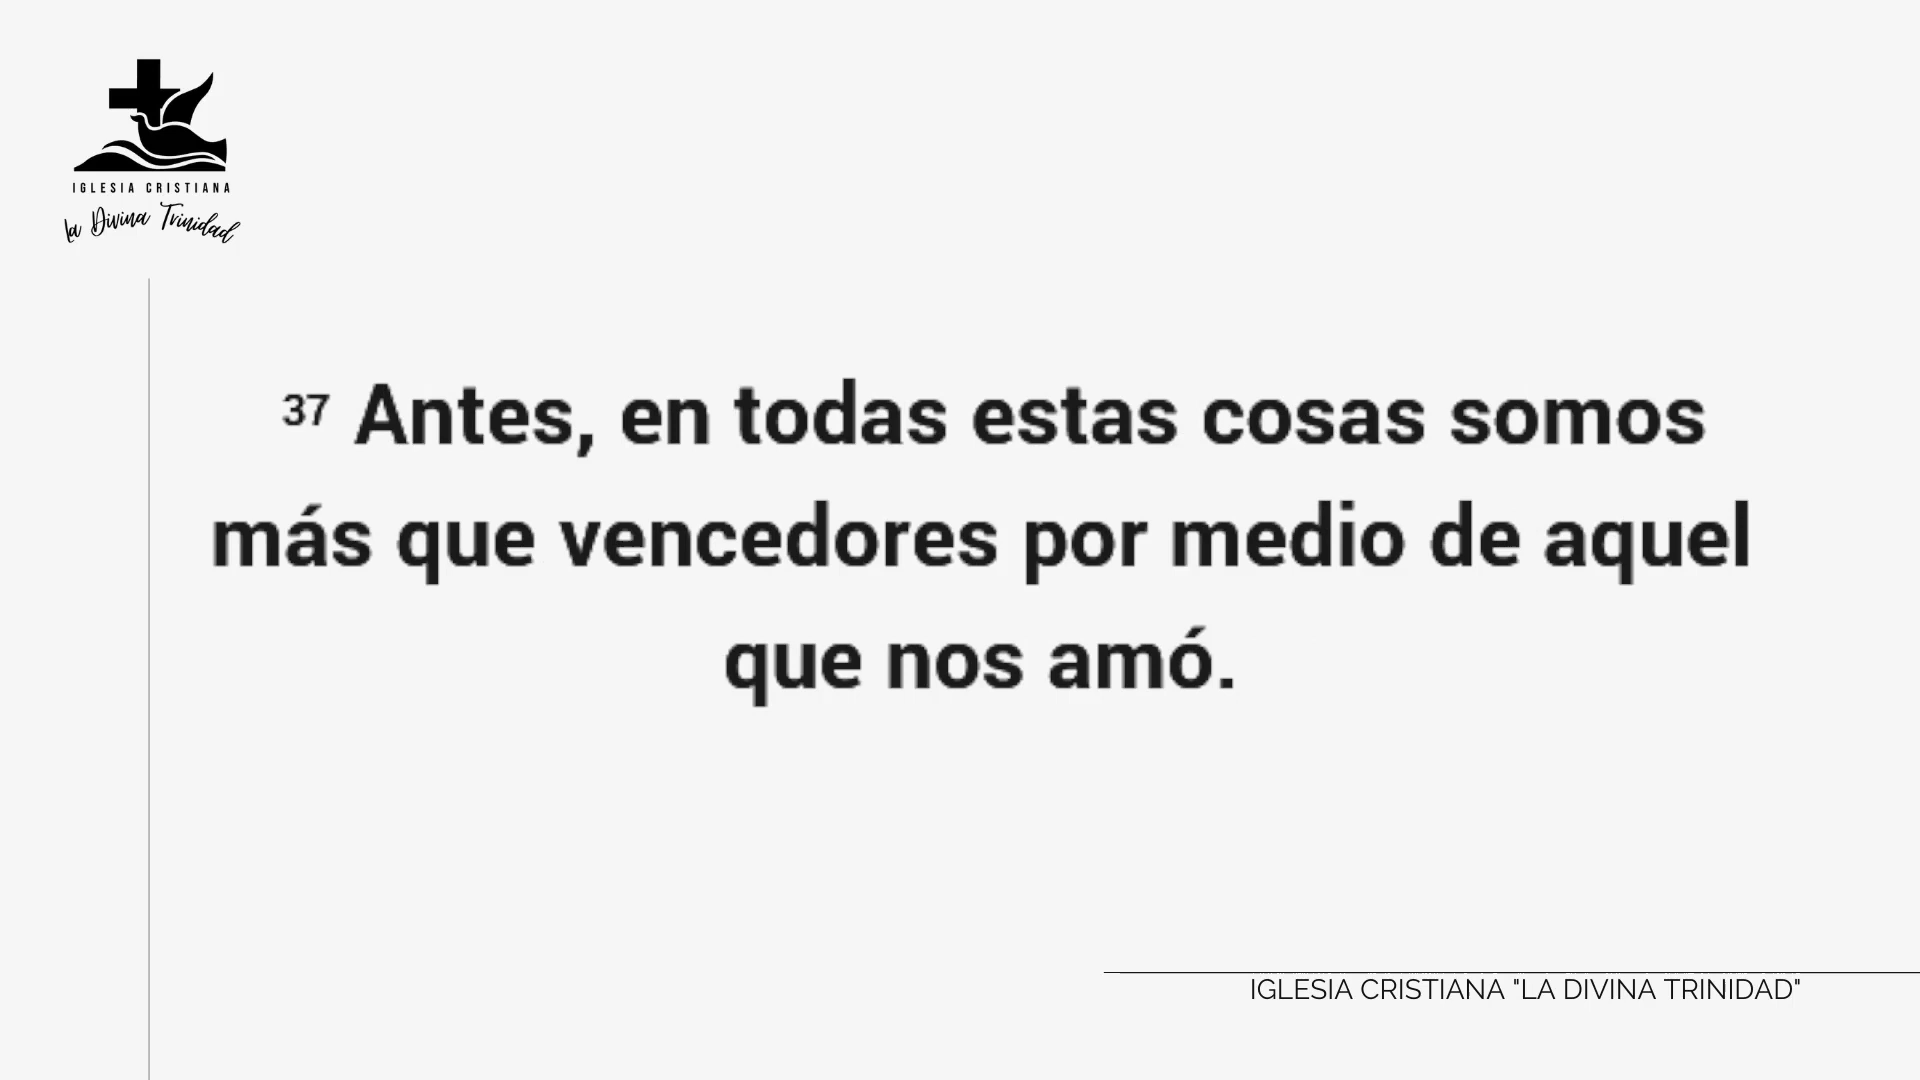 IGLESIA CRISTIANA
la Divina Trinidad
37 Antes, en todas estas cosas somos
más que vencedores por medio de aquel
que nos amó.
IGLESIA CRISTIANA "LA DIVINA TRINIDAD"